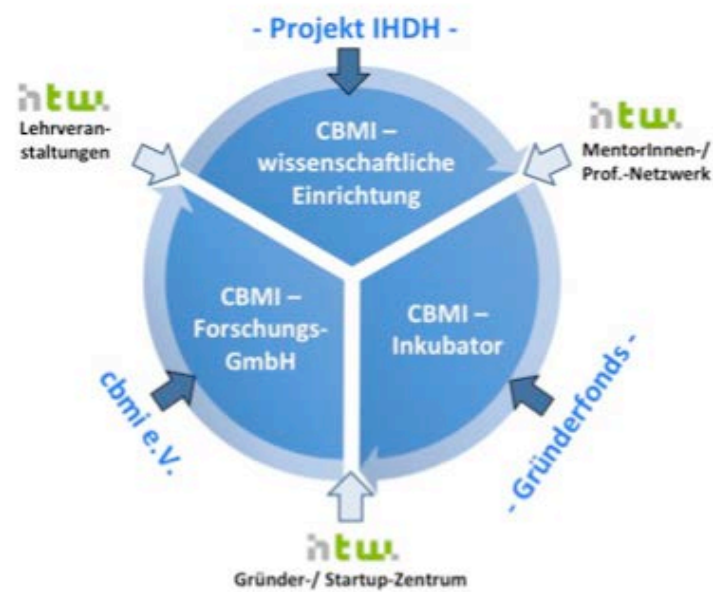 - Projekt IHDH -
htw.
Lehrveran-
staltungen
htw.
MentorInnen-/
Prof.-Netzwerk
CBMI –
wissenschaftliche
Einrichtung
CBMI –
Forschungs-
GmbH
CBMI –
Inkubator
cbmi e.V.
- Gründerfonds -
htw.
Gründer-/ Startup-Zentrum